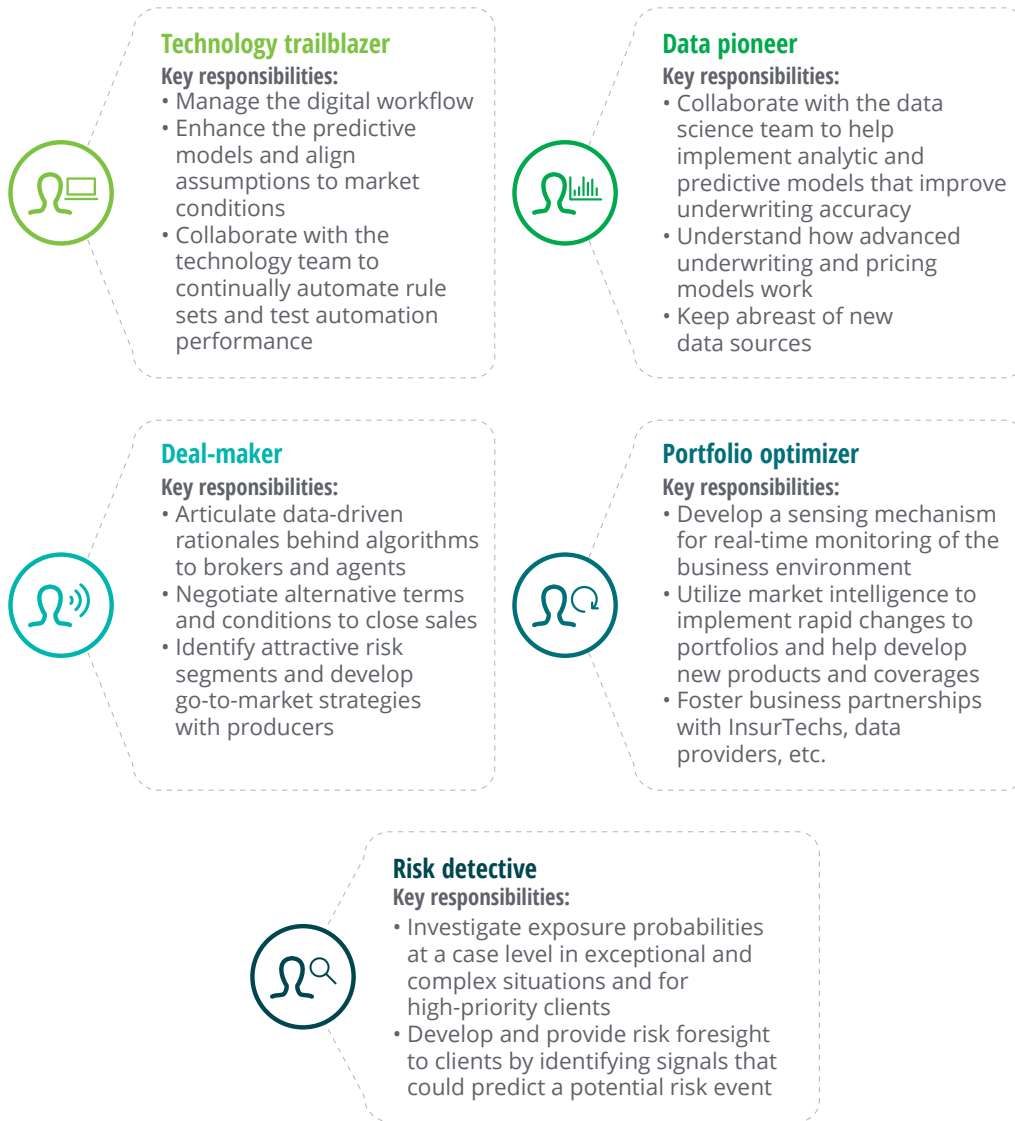 Technology trailblazer
Key responsibilities:
• Manage the digital workflow
• Enhance the predictive
models and align
assumptions to market
conditions
• Collaborate with the
technology team to
continually automate rule
sets and test automation
performance
Data pioneer
Key responsibilities:
• Collaborate with the data
science team to help
implement analytic and
predictive models that improve
underwriting accuracy
• Understand how advanced
underwriting and pricing
models work
• Keep abreast of new
data sources
Deal-maker
Key responsibilities:
• Articulate data-driven
rationales behind algorithms
to brokers and agents
• Negotiate alternative terms
and conditions to close sales
• Identify attractive risk
segments and develop
go-to-market strategies
with producers
Portfolio optimizer
Key responsibilities:
• Develop a sensing mechanism
for real-time monitoring of the
business environment
• Utilize market intelligence to
implement rapid changes to
portfolios and help develop
new products and coverages
• Foster business partnerships
with InsurTechs, data
providers, etc.
Risk detective
Key responsibilities:
• Investigate exposure probabilities
at a case level in exceptional and
complex situations and for
high-priority clients
• Develop and provide risk foresight
to clients by identifying signals that
could predict a potential risk event